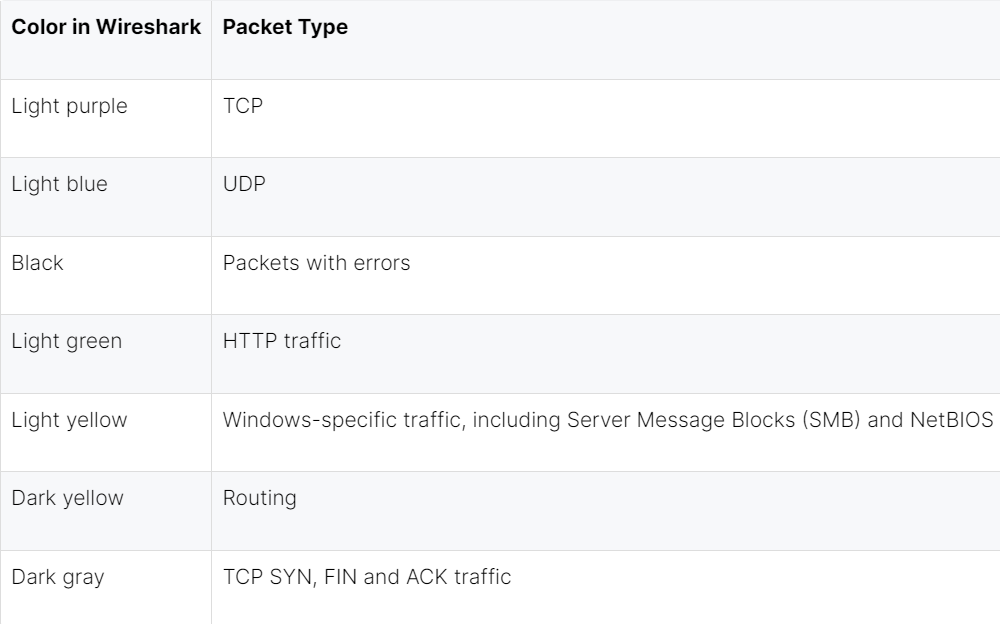 Color in Wireshark Packet Type
Light purple TCP
Light blue UDP
Black Packets with errors
Light green HTTP traffic
Light yellow Windows-specific traffic, including Server Message Blocks (SMB) and NetBIOS
Dark yellow Routing
Dark gray TCP SYN, FIN and ACK traffic